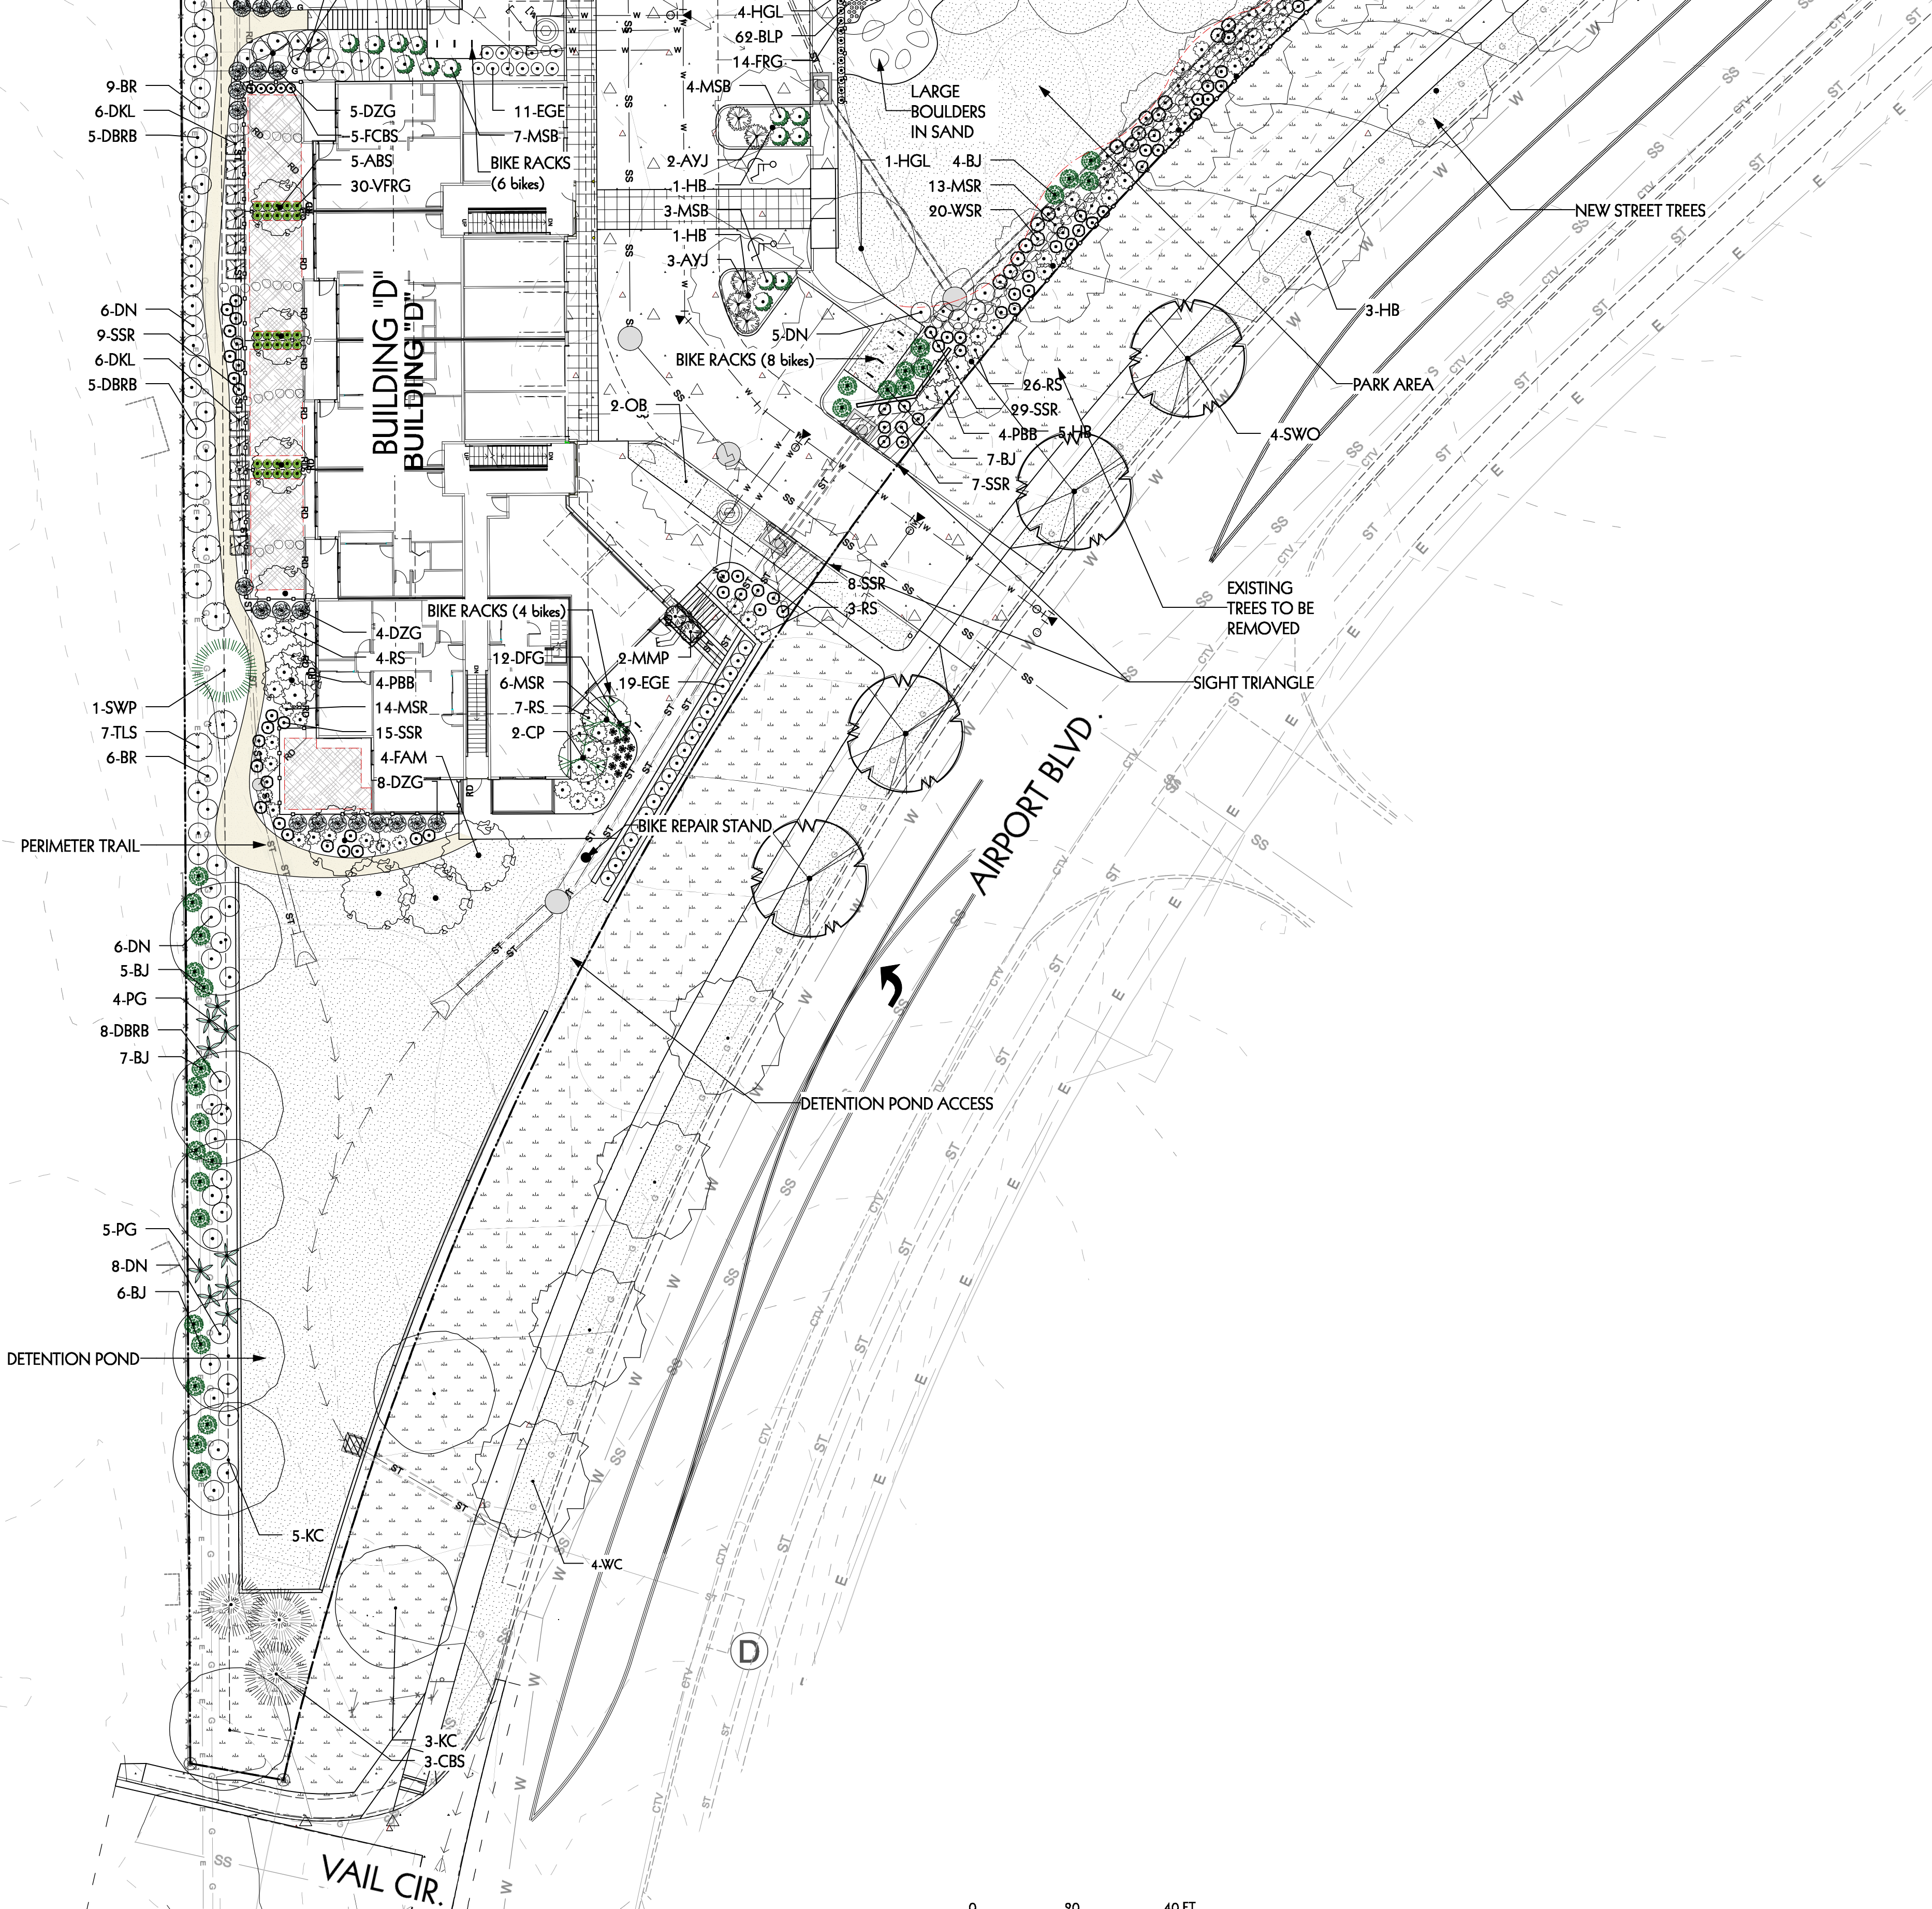 4-HGL
62-BLP
14-FRG
4-MSB
9-BR
6-DKL
5-DBRB
5-DZG
5-FCBS
5-ABS
30-VFRG
11-EGE
7-MSB
BIKE RACKS
(6 bikes)
2-AYJ
1-HB
3-MSB
1-HB
3-AYJ
LARGE
BOULDERS
IN SAND
1-HGL
4-BJ
13-MSR
20-WSR
NEW STREET TREES
3-HB
PARK AREA
4-SWO
6-DN
9-SSR
6-DKL
5-DBRB
BUILDING "D"
BUILDING "D"
5-DN
BIKE RACKS (8 bikes)
2-OB
26-RS
29-SSR
4-PBB
5-HB
7-BJ
7-SSR
EXISTING
TREES TO BE
REMOVED
SIGHT TRIANGLE
8-SSR
3-RS
BIKE RACKS (4 bikes)
4-DZG
4-RS
4-PBB
14-MSR
15-SSR
4-FAM
8-DZG
12-DFG
6-MSR
7-RS
2-CP
2-MMP
19-EGE
1-SWP
7-TLS
6-BR
BIKE REPAIR STAND
PERIMETER TRAIL
AIRPORT BLVD.
6-DN
5-BJ
4-PG
8-DBRB
7-BJ
DETENTION POND ACCESS
5-PG
8-DN
6-BJ
DETENTION POND
5-KC
4-WC
D
3-KC
3-CBS
VAIL CIR.
0 20 40 FT